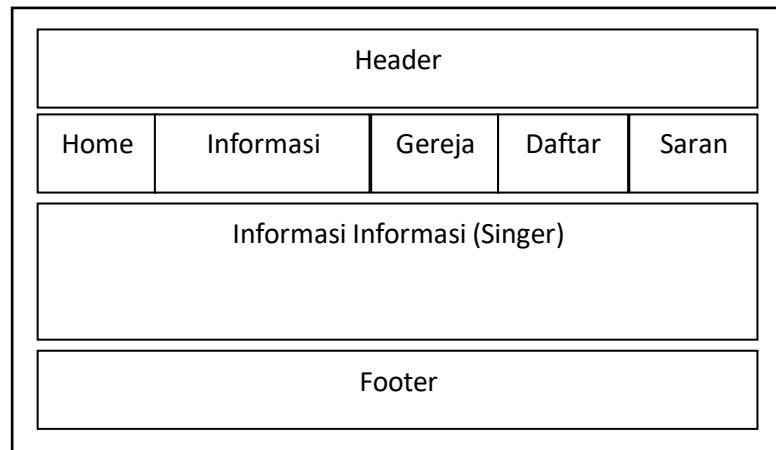 Header
Home Informasi Gereja Daftar Saran
Informasi Informasi (Singer)
Footer